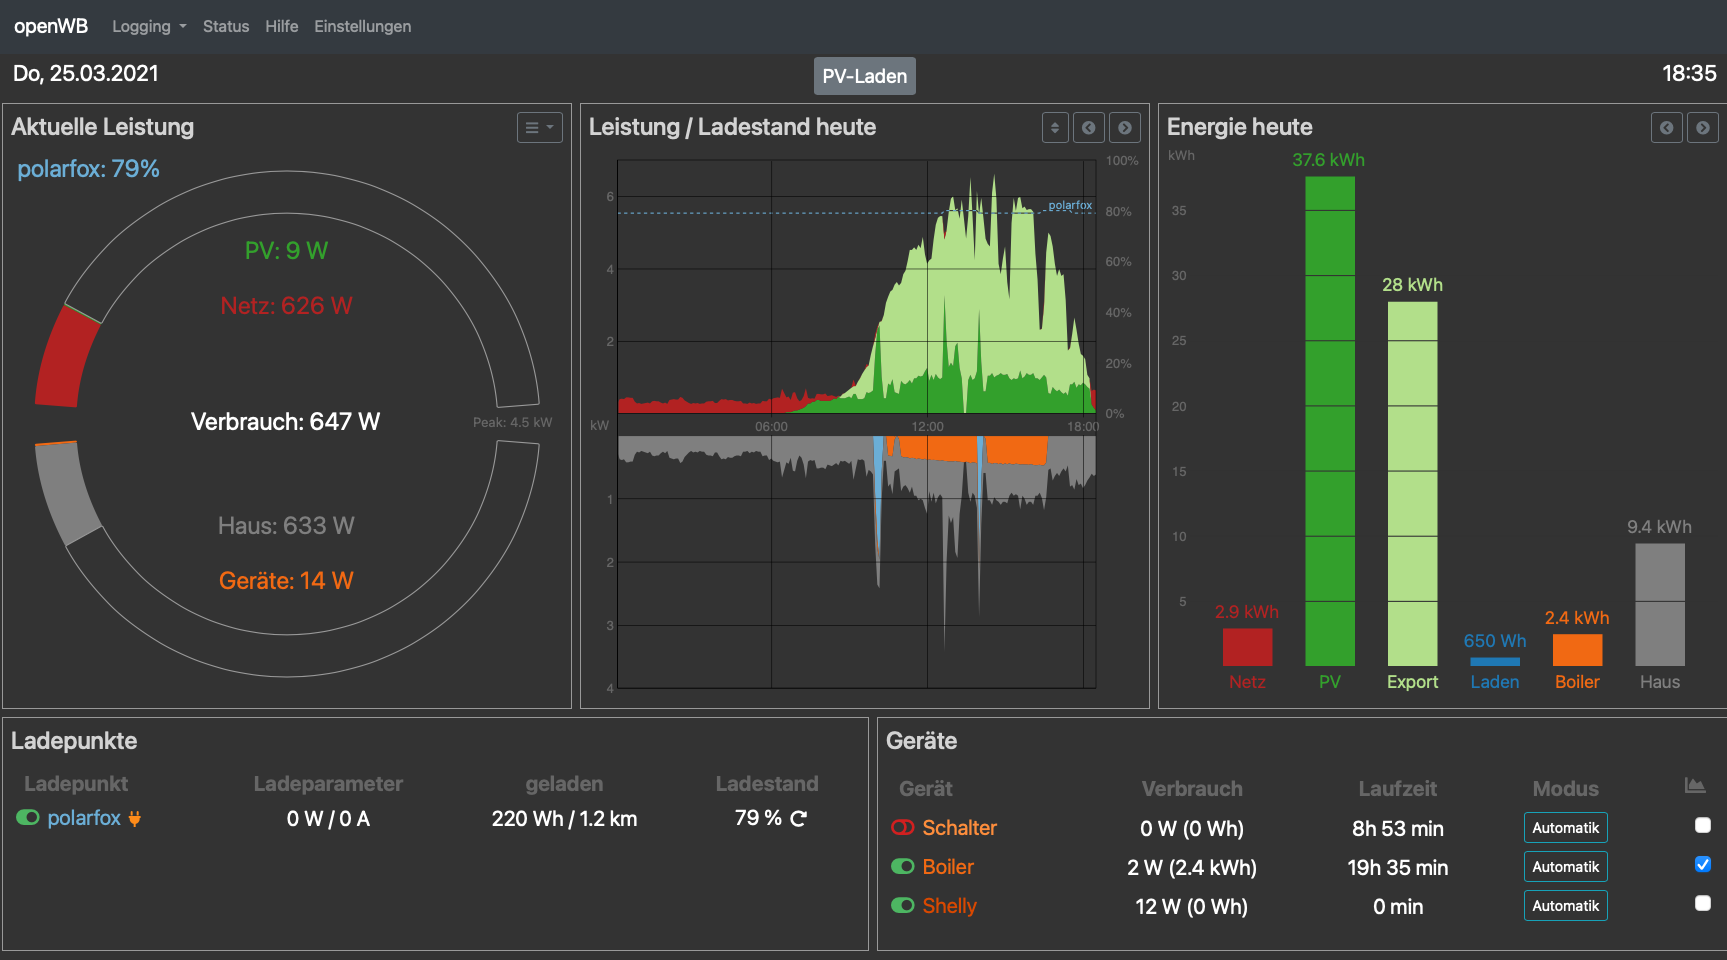 openWB Logging Status Hilfe Einstellungen
Do, 25.03.2021 PV-Laden 18:35
Aktuelle Leistung
polarfox: 79%
PV: 9 W
Netz: 626 W
Verbrauch: 647 W
Peak: 4.5 kW
Haus: 633 W
Geräte: 14 W
Leistung / Ladestand heute
100%
6
polarfox
80%
60%
4
40%
2
20%
0%
kW 06:00 12:00 18:00
1
2
3
4
Energie heute
kWh
37.6 kWh
35
30
28 kWh
25
20
15
10
9.4 kWh
5
2.9 kWh
650 Wh
2.4 kWh
Netz PV Export Laden Boiler Haus
Ladepunkte
Ladepunkt Ladeparameter geladen Ladestand
polarfox 0 W / 0 A 220 Wh / 1.2 km 79 %
Geräte
Gerät Verbrauch Laufzeit Modus
Schalter 0 W (0 Wh) 8h 53 min Automatik
Boiler 2 W (2.4 kWh) 19h 35 min Automatik
Shelly 12 W (0 Wh) 0 min Automatik